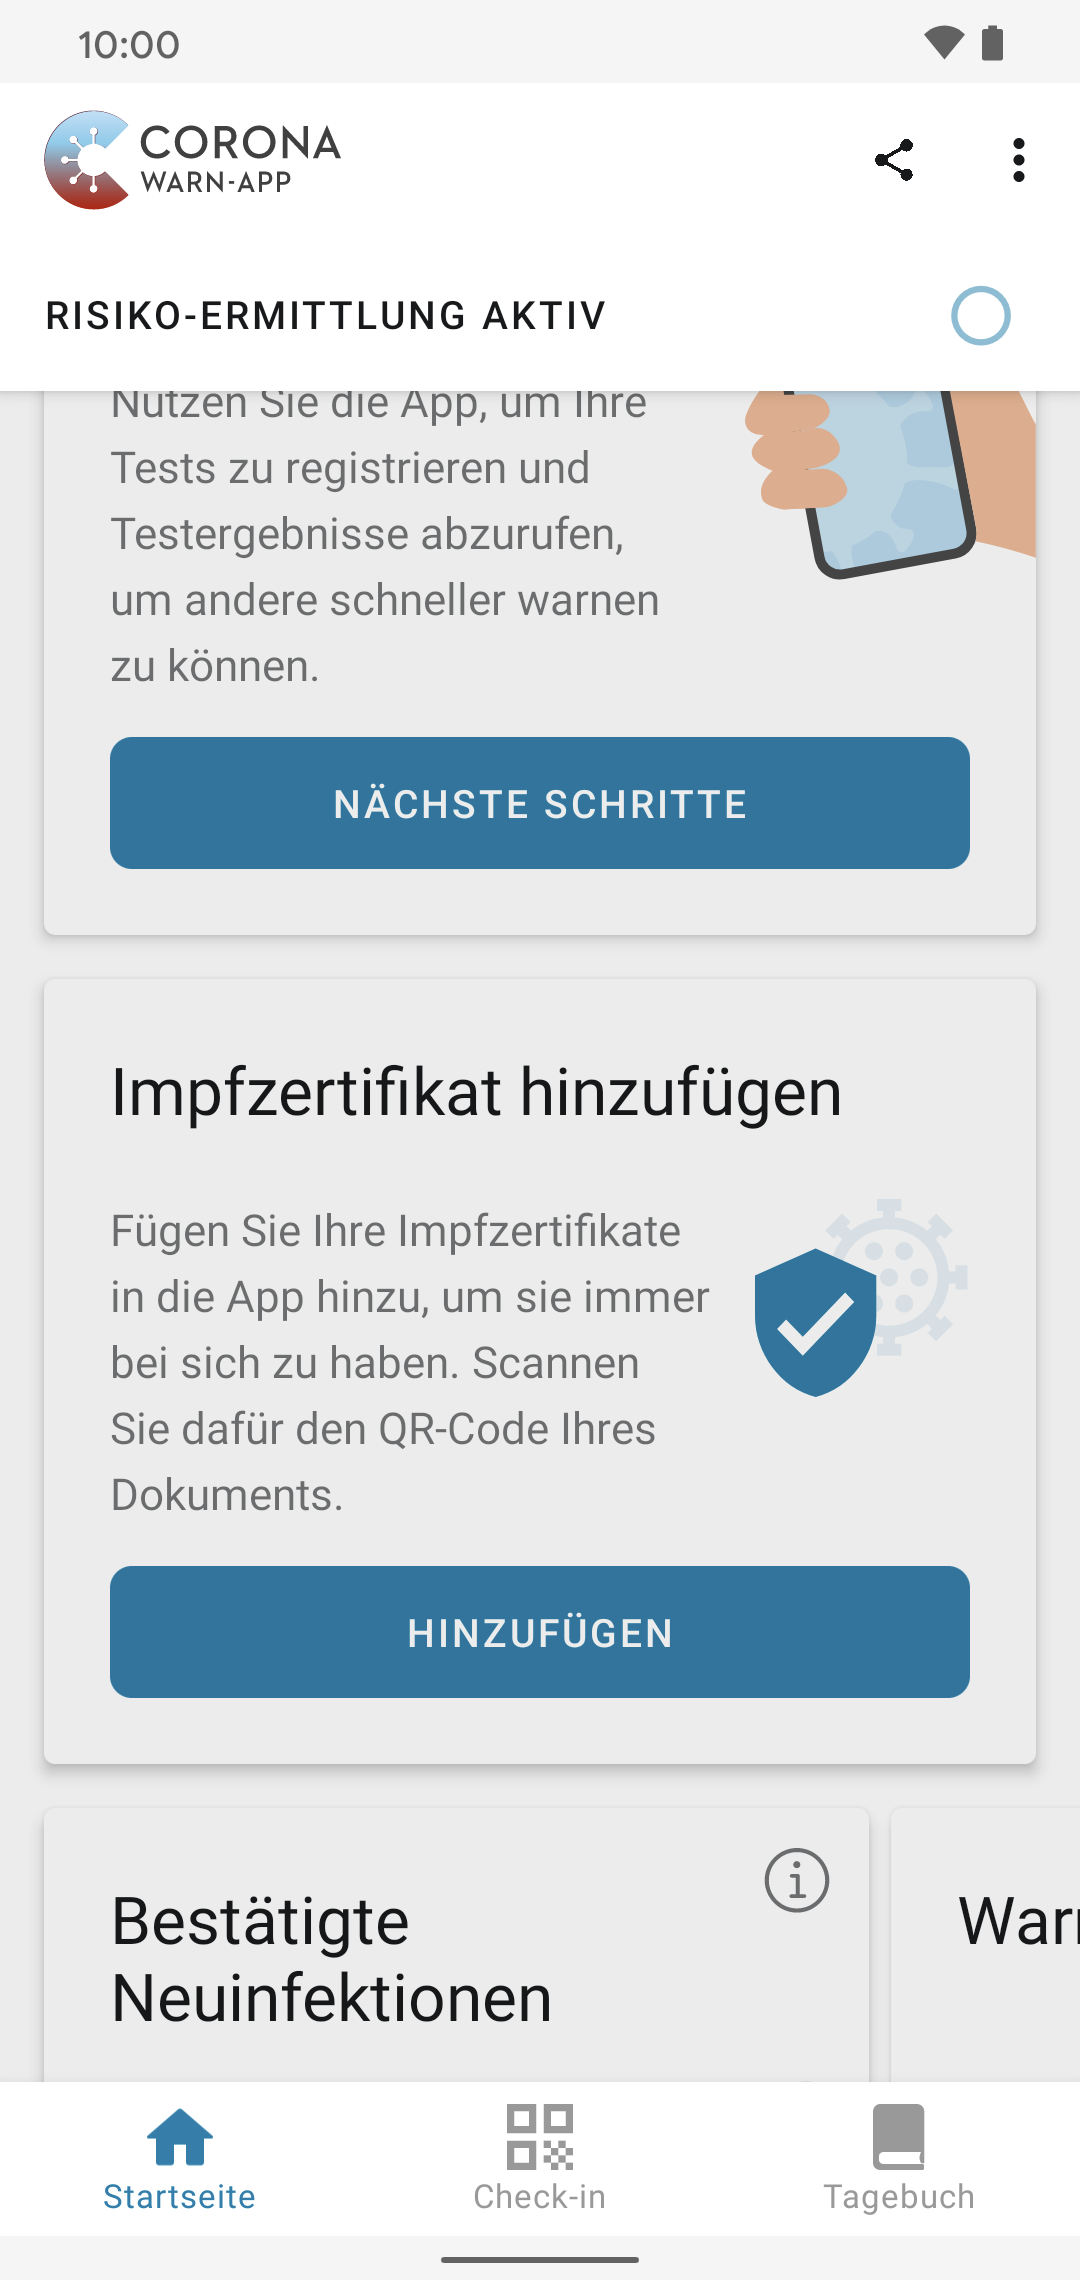 10:00
CORONA
WARN-APP
RISIKO-ERMITTLUNG AKTIV
Nutzen Sie die App, um Ihre
Tests zu registrieren und
Testergebnisse abzurufen,
um andere schneller warnen
zu können.
NÄCHSTE SCHRITTE
Impfzertifikat hinzufügen
Fügen Sie Ihre Impfzertifikate
in die App hinzu, um sie immer
bei sich zu haben. Scannen
Sie dafür den QR-Code Ihres
Dokuments.
HINZUFÜGEN
Bestätigte
Neuinfektionen
Startseite
Check-in
Tagebuch